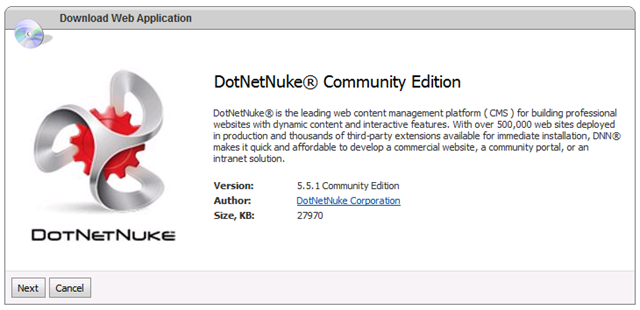 Download Web Application
DotNetNuke® Community Edition
DotNetNuke® is the leading web content management platform ( CMS ) for building professional
websites with dynamic content and interactive features. With over 500,000 web sites deployed
in production and thousands of third-party extensions available for immediate installation, DNN®
makes it quick and affordable to develop a commercial website, a community portal, or an
intranet solution.
Version: 5.5.1 Community Edition
Author: DotNetNuke Corporation
Size, KB: 27970
DOTNETNUKE
Next Cancel